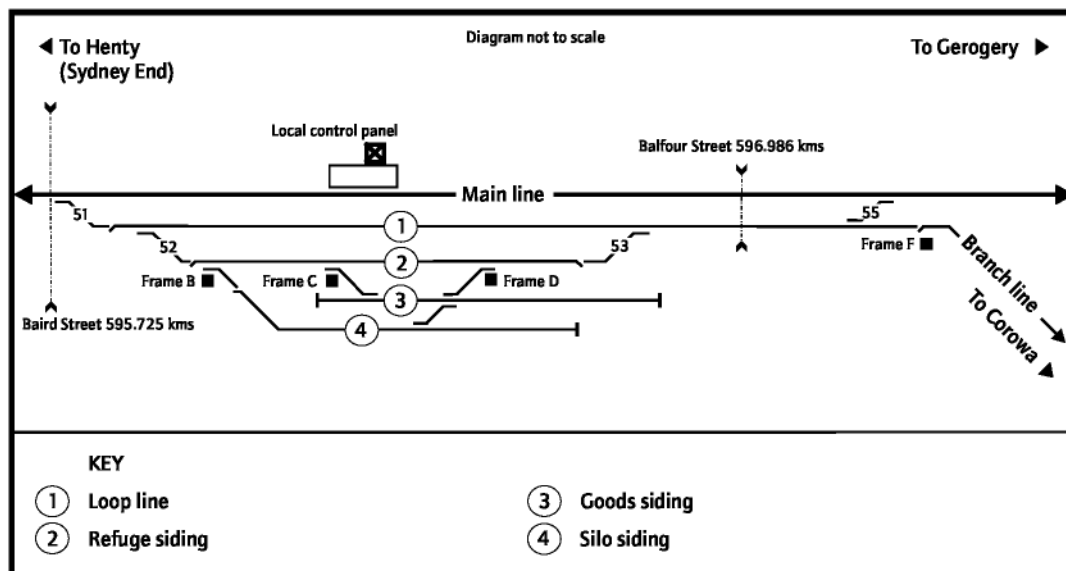 Diagram not to scale
To Henty
(Sydney End)
To Gerogery
Local control panel
Balfour Street 596.986 kms
Main line
51
1
55
52
53
2
Frame F
Branch line
Frame B
Frame C
Frame D
3
To Corowa
Baird Street 595.725 kms
4
KEY
1 Loop line
2 Refuge siding
3 Goods siding
4 Silo siding